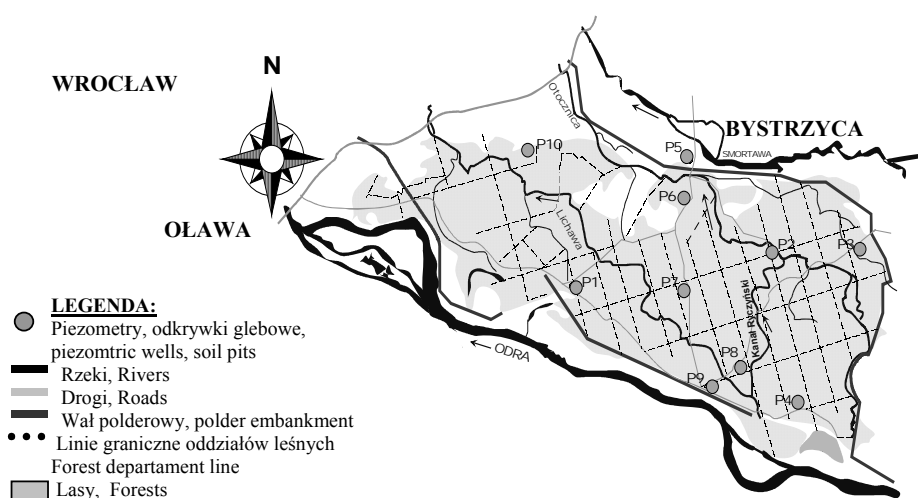 WROCŁAW
N
Otocznica
BYSTRZYCA
SMORTAWA
P5
P10
P6
OŁAWA
Lichawa
P2
P3
P1
P7
Kanał Ryczyński
← ODRA
P8
P9
P4
LEGENDA:
Piezometry, odkrywki glebowe,
piezomtric wells, soil pits
Rzeki, Rivers
Drogi, Roads
Wał polderowy, polder embankment
Linie graniczne oddziałów leśnych
Forest departament line
Lasy, Forests